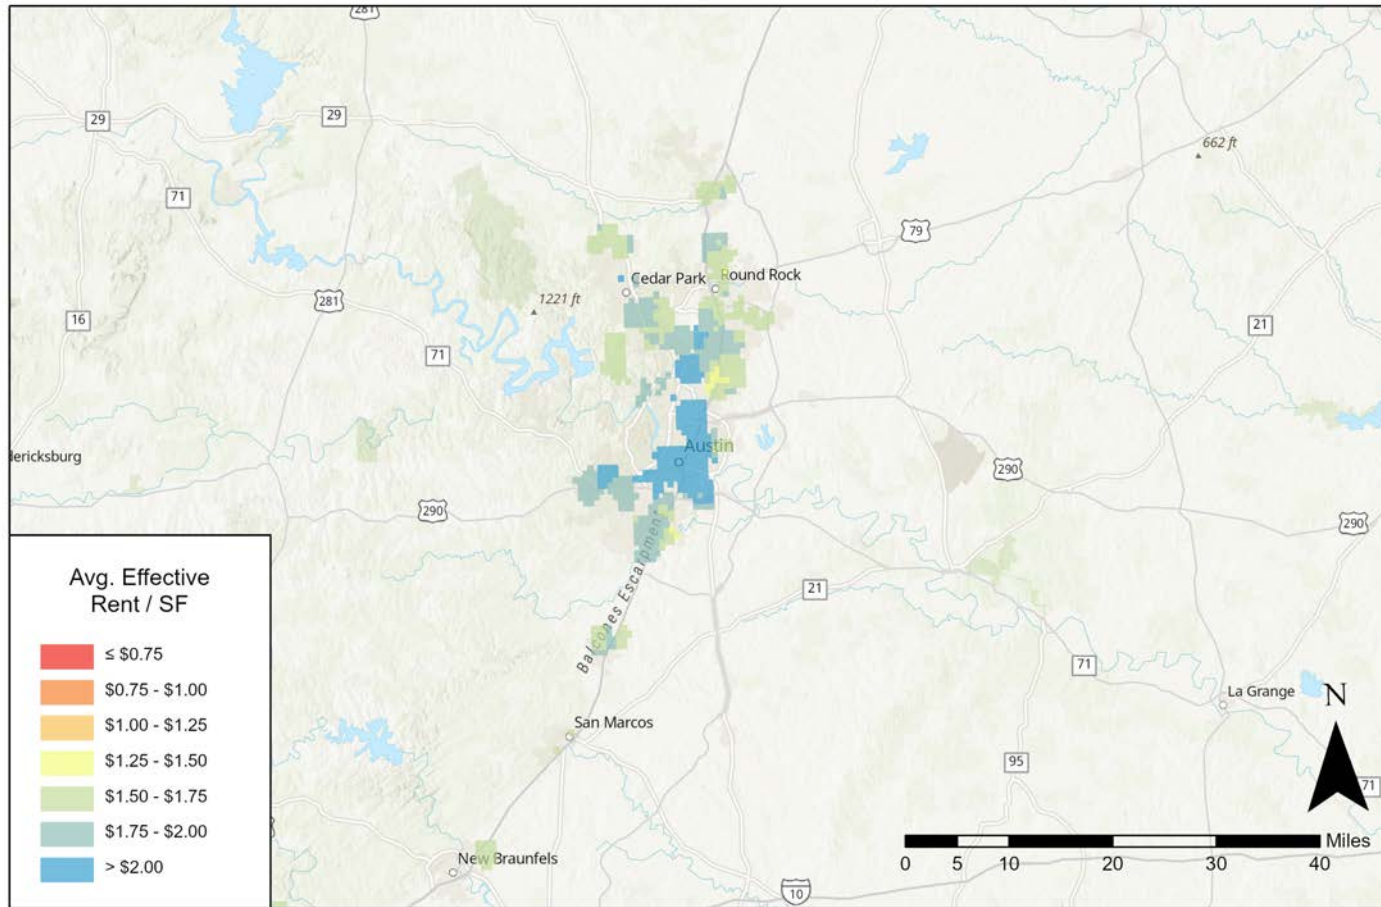 281
29
29
662 ft
71
79
Cedar Park
Round Rock
1221 ft
281
16
21
71
Austin
dericksburg
290
290
290
Balcones Escarpment
Avg. Effective
Rent / SF
≤ $0.75
$0.75 - $1.00
$1.00 - $1.25
$1.25 - $1.50
$1.50 - $1.75
$1.75 - $2.00
> $2.00
21
71
La Grange
N
San Marcos
95
71
Miles
0 5 10 20 30 40
New Braunfels
10